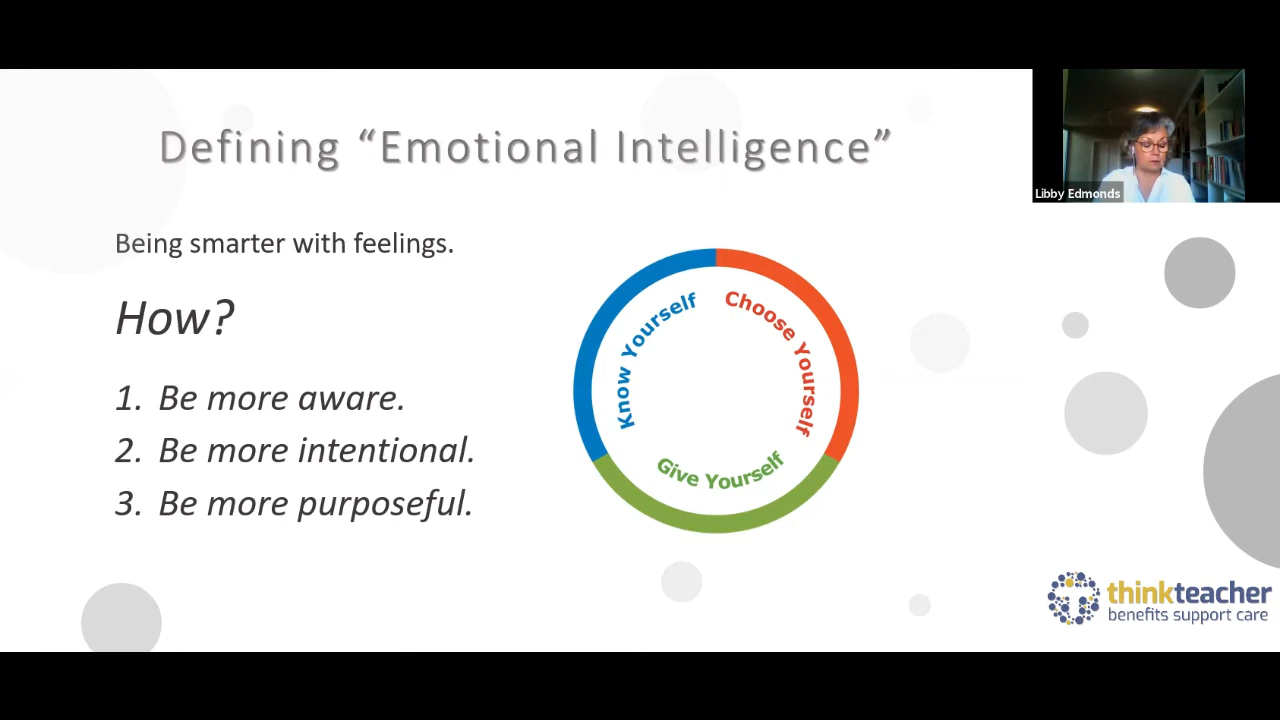 Defining “Emotional Intelligence”
Libby Edmonds
Being smarter with feelings.
How?
1. Be more aware.
2. Be more intentional.
3. Be more purposeful.
Know Yourself
Choose Yourself
Give Yourself
thinkteacher
benefits support care